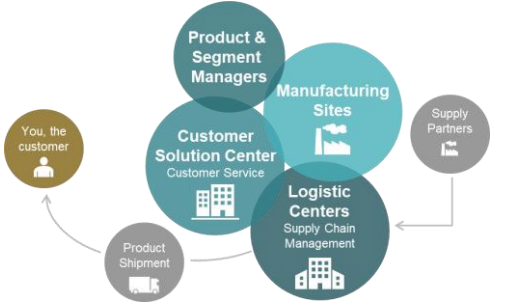 Product &
Segment
Managers
Manufacturing
Sites
Supply
Partners
You, the
customer
Customer
Solution Center
Customer Service
Logistic
Centers
Supply Chain
Management
Product
Shipment